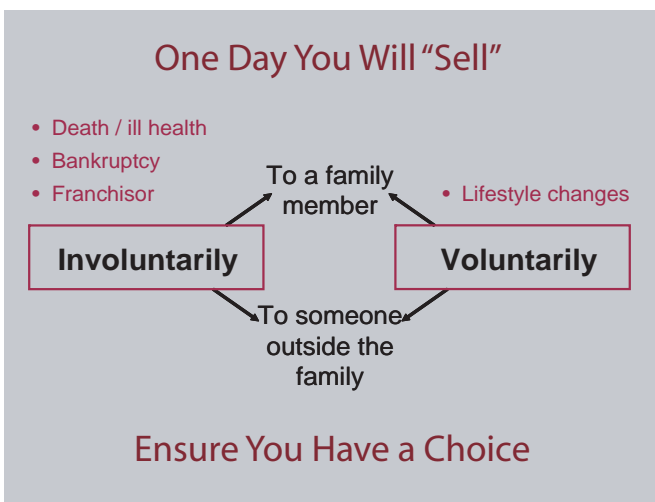 One Day You Will “Sell”
• Death / ill health
• Bankruptcy
• Franchisor
To a family
member
• Lifestyle changes
Involuntarily
Voluntarily
To someone
outside the
family
Ensure You Have a Choice